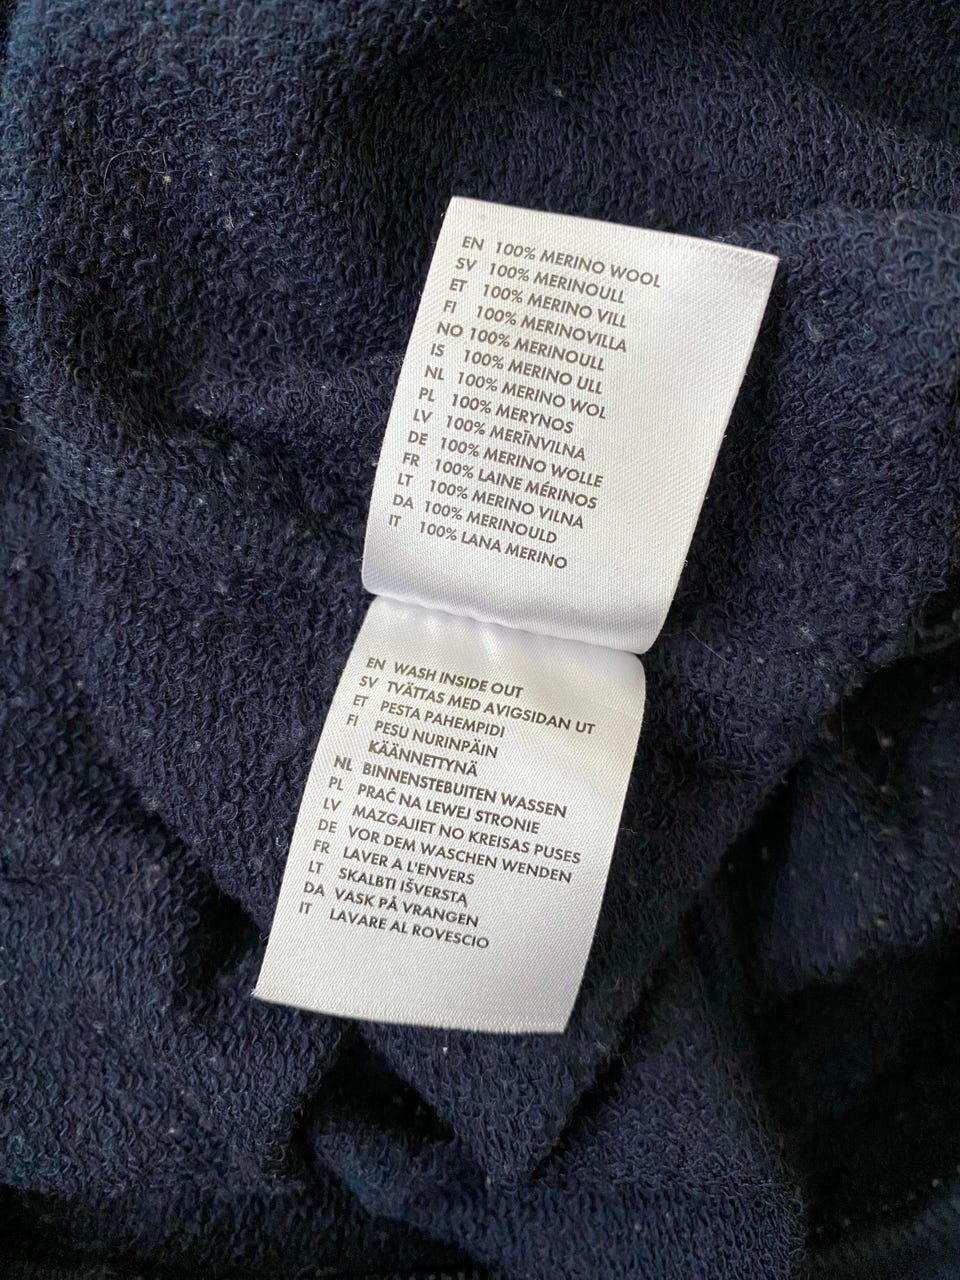 EN 100% MERINO WOOL
SV 100% MERINOULL
ET 100% MERINO VILL
FI 100% MERINOVILLA
NO 100% MERINOULL
IS 100% MERINO ULL
NL 100% MERINO WOL
PL 100% MERYNOS
LV 100% MERĪNVILNA
DE 100% MERINO WOLLE
FR 100% LAINE MÉRINOS
LT 100% MERINO VILNA
DA 100% MERINOULD
IT 100% LANA MERINO
EN WASH INSIDE OUT
SV TVÄTTAS MED AVIGSIDAN UT
ET PESTA PAHEMPIDI
FI PESU NURINPÄIN
KÄÄNNETTYNÄ
NL BINNENSTEBUITEN WASSEN
PL PRAĆ NA LEWEJ STRONIE
LV MAZGAJIET NO KREISAS PUSES
DE VOR DEM WASCHEN WENDEN
FR LAVER A L'ENVERS
LT SKALBTI IŠVERSTĄ
DA VASK PÅ VRANGEN
IT LAVARE AL ROVESCIO